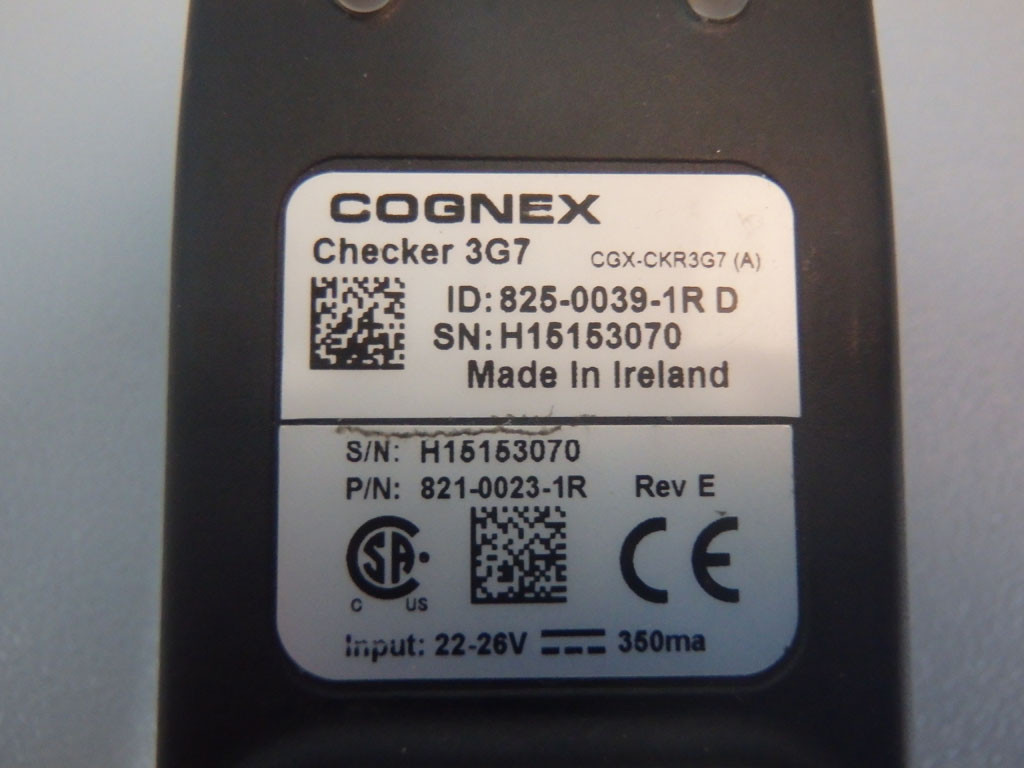 COGNEX
Checker 3G7 CGX-CKR3G7 (A)
ID: 825-0039-1R D
SN: H15153070
Made In Ireland
S/N: H15153070
P/N: 821-0023-1R Rev E
SA
C US
CE
Input: 22-26V 350ma